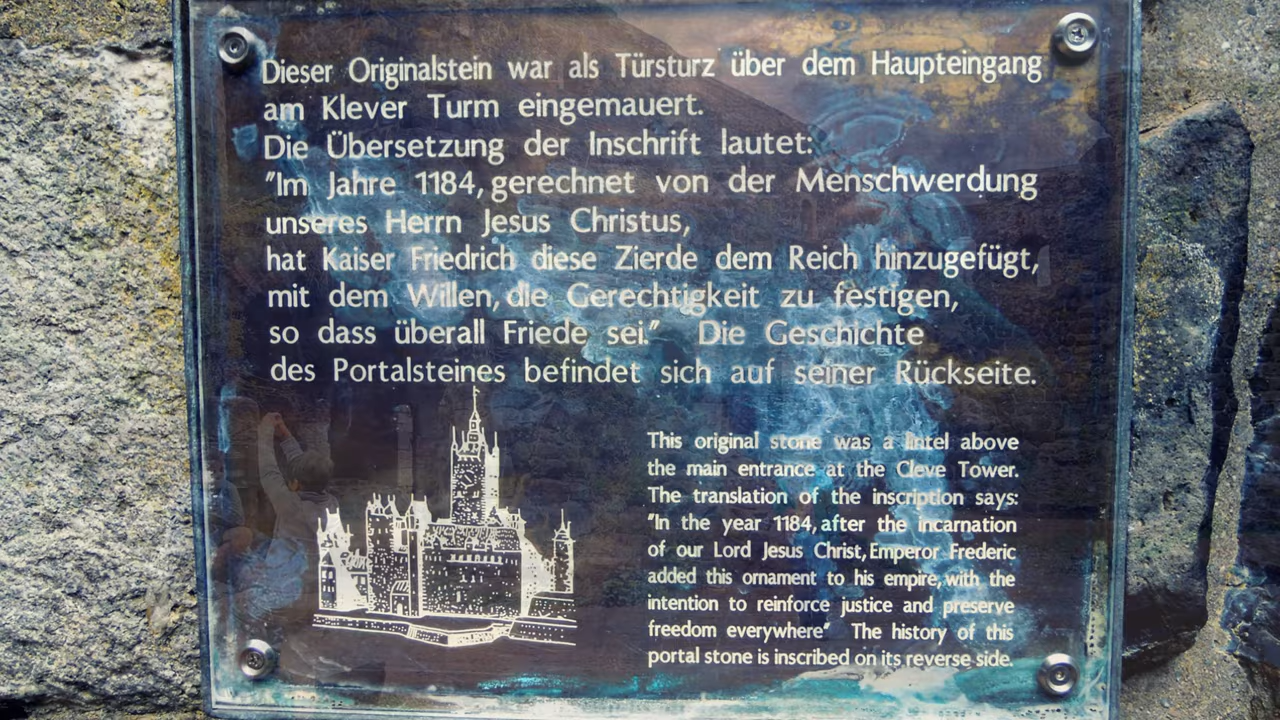 Dieser Originalstein war als Türsturz über dem Haupteingang
am Klever Turm eingemauert.
Die Übersetzung der Inschrift lautet:
"Im Jahre 1184, gerechnet von der Menschwerdung
unseres Herrn Jesus Christus,
hat Kaiser Friedrich diese Zierde dem Reich hinzugefügt,
mit dem Willen, die Gerechtigkeit zu festigen,
so dass überall Friede sei." Die Geschichte
des Portalsteines befindet sich auf seiner Rückseite.
This original stone was a lintel above
the main entrance at the Cleve Tower.
The translation of the inscription says:
"In the year 1184, after the incarnation
of our Lord Jesus Christ, Emperor Frederic
added this ornament to his empire, with the
intention to reinforce justice and preserve
freedom everywhere" The history of this
portal stone is inscribed on its reverse side.